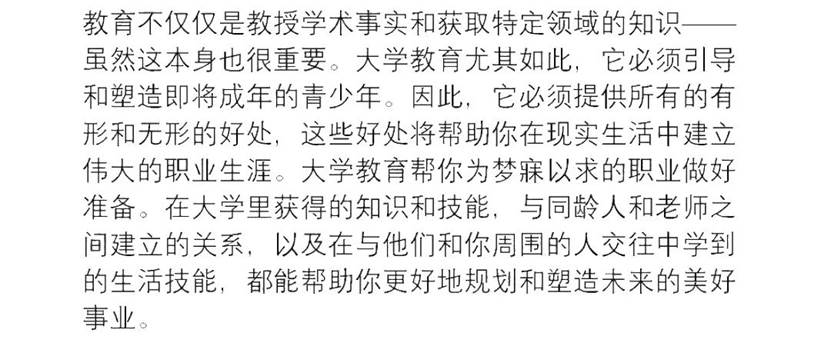 教育不仅仅是教授学术事实和获取特定领域的知识——
虽然这本身也很重要。大学教育尤其如此，它必须引导
和塑造即将成年的青少年。因此，它必须提供所有的有
形和无形的好处，这些好处将帮助你在现实生活中建立
伟大的职业生涯。大学教育帮你为梦寐以求的职业做好
准备。在大学里获得的知识和技能，与同龄人和老师之
间建立的关系，以及在与他们和你周围的人交往中学到
的生活技能，都能帮助你更好地规划和塑造未来的美好
事业。